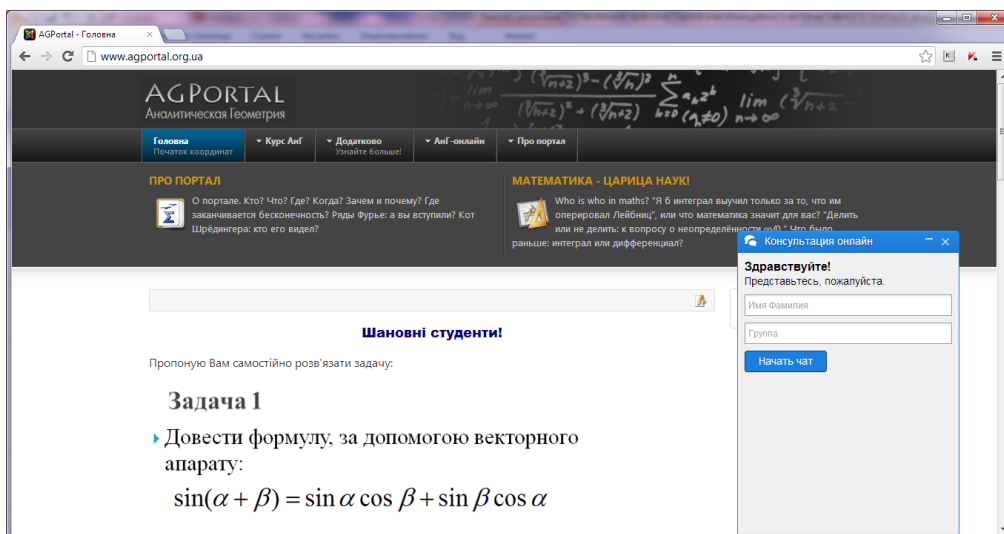 AGPortal - Головна
www.agportal.org.ua
AGPORTAL
Аналитическая Геометрия
Головна
Початок координат
Курс АнГ
Додатково
Узнайте больше!
АнГ-онлайн
Про портал
ПРО ПОРТАЛ
О портале. Кто? Что? Где? Когда? Зачем и почему? Где
заканчивается бесконечность? Ряды Фурье: а вы вступили? Кот
Шрёдингера: кто его видел?
МАТЕМАТИКА - ЦАРИЦА НАУК!
Who is who in maths? "Я б интеграл выучил только за то, что им
оперировал Лейбниц", или что математика значит для вас? "Делить
или не делить: к вопросу о неопределённости ∞/0." Что было
раньше: интеграл или дифференциал?
Консультация онлайн
Здравствуйте!
Представьтесь, пожалуйста.
Имя Фамилия
Группа
Начать чат
Шановні студенти!
Пропоную Вам самостійно розв'язати задачу:
Задача 1
Довести формулу, за допомогою векторного
апарату:
sin(α + β) = sin α cos β + sin β cos α